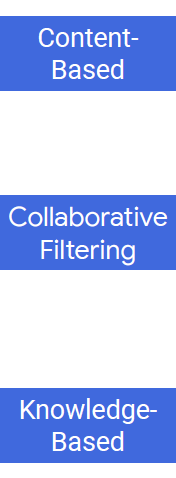 Content-
Based
Collaborative
Filtering
Knowledge-
Based